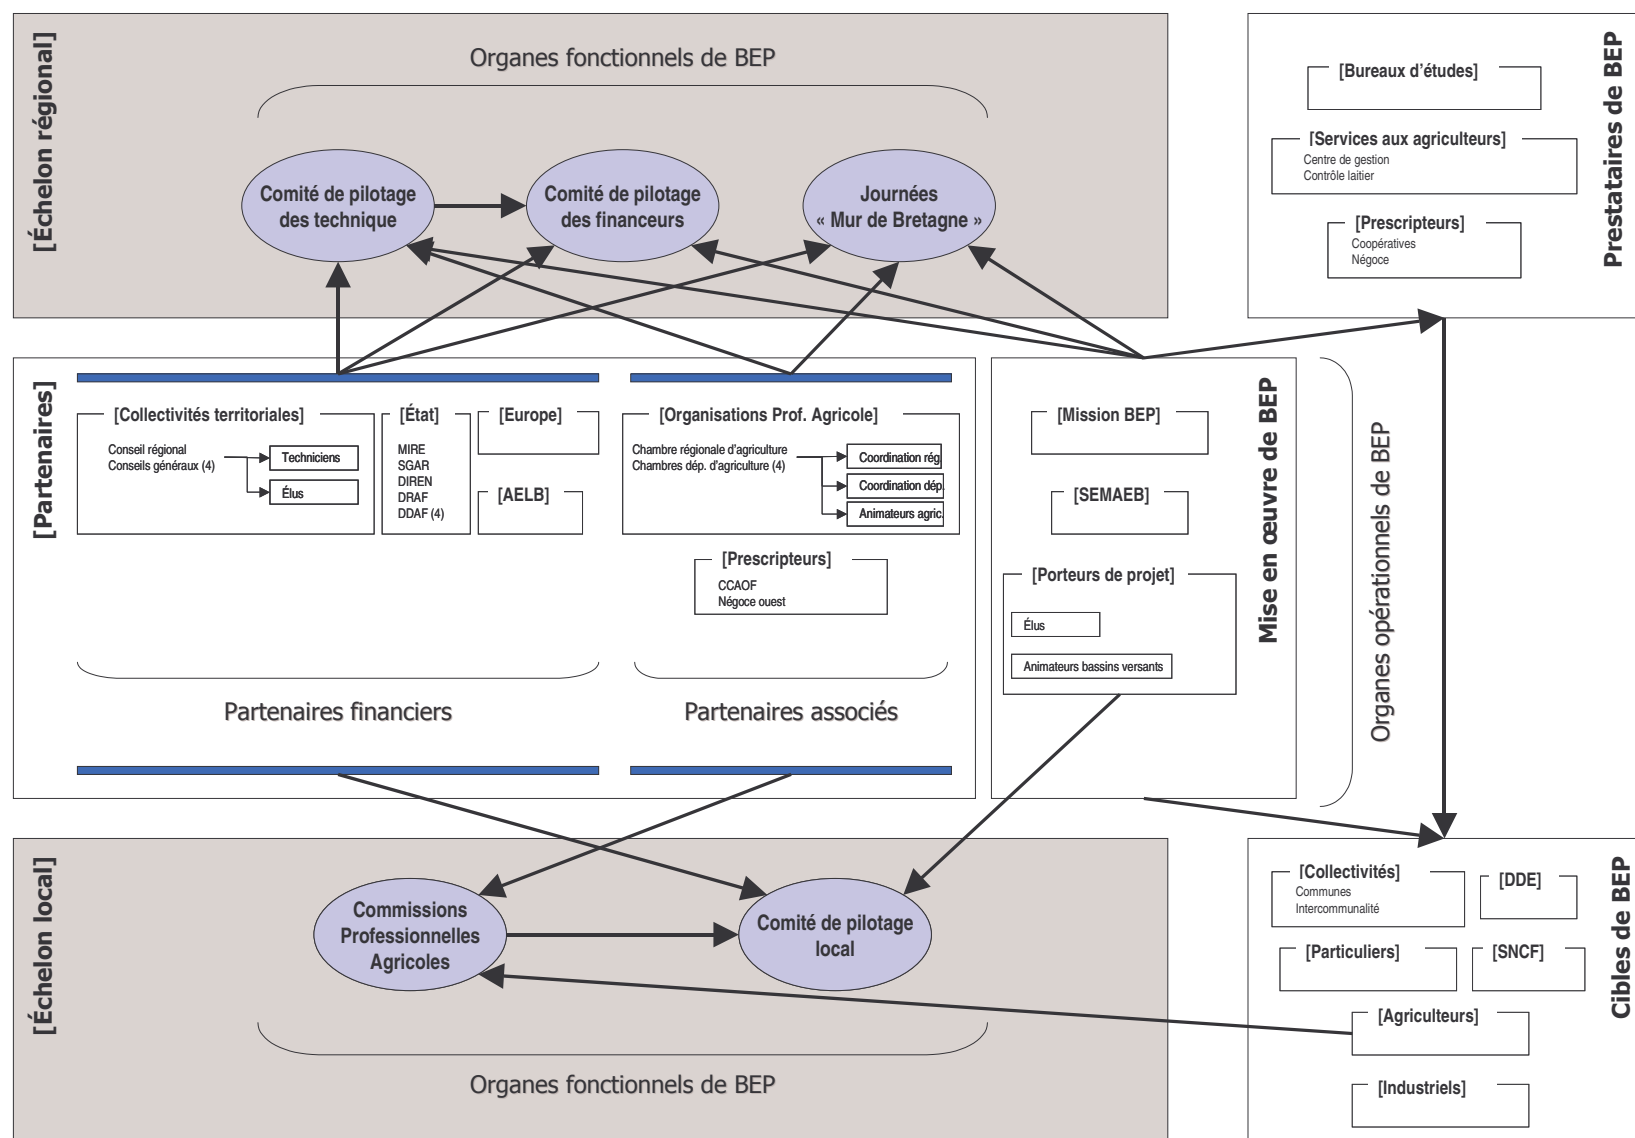 [Échelon régional]
Organes fonctionnels de BEP
Comité de pilotage
des technique
Comité de pilotage
des financeurs
Journées
« Mur de Bretagne »
Prestataires de BEP
[Bureaux d'études]
[Services aux agriculteurs]
Centre de gestion
Contrôle laitier
[Prescripteurs]
Coopératives
Négoce
[Partenaires]
[Collectivités territoriales]
Conseil régional
Conseils généraux (4)
Techniciens
Élus
[État]
MIRE
SGAR
DIREN
DRAF
DDAF (4)
[Europe]
[AELB]
[Organisations Prof. Agricole]
Chambre régionale d'agriculture
Chambres dép. d'agriculture (4)
Coordination rég.
Coordination dép.
Animateurs agric.
[Prescripteurs]
CCAOF
Négoce ouest
Partenaires financiers
Partenaires associés
Mise en œuvre de BEP
[Mission BEP]
[SEMAEB]
[Porteurs de projet]
Élus
Animateurs bassins versants
Organes opérationnels de BEP
[Échelon local]
Commissions
Professionnelles
Agricoles
Comité de pilotage
local
Organes fonctionnels de BEP
Cibles de BEP
[Collectivités]
Communes
Intercommunalité
[DDE]
[Particuliers]
[SNCF]
[Agriculteurs]
[Industriels]